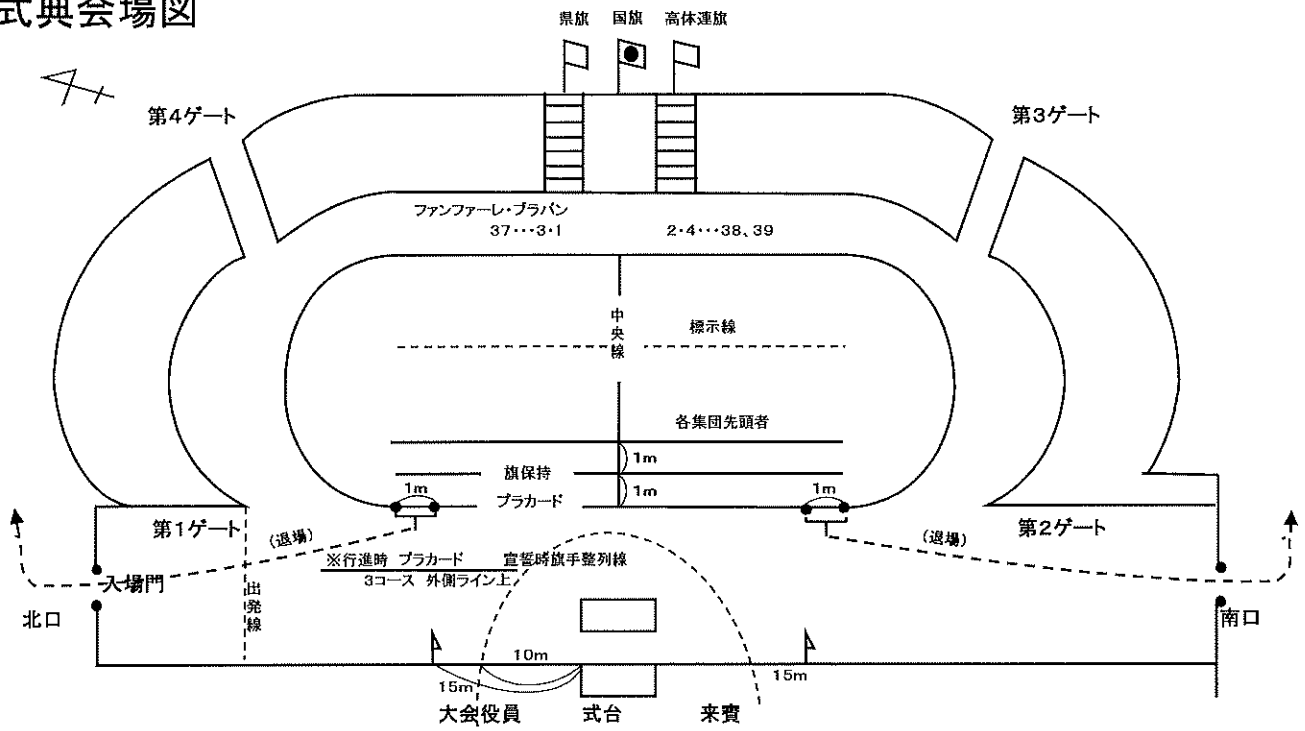 式典会場図
県旗 国旗 高体連旗
第4ゲート
第3ゲート
ファンファーレ・ブラバン
37・・・3・1 2・4・・・38、39
中央線
標示線
各集団先頭者
1m
旗保持
1m
プラカード
1m
1m
第1ゲート
第2ゲート
(退場)
(退場)
※行進時 プラカード
3コース 外側ライン上
宣誓時旗手整列線
入場門
出発線
北口
南口
10m
15m
15m
大会役員 式台 来賓